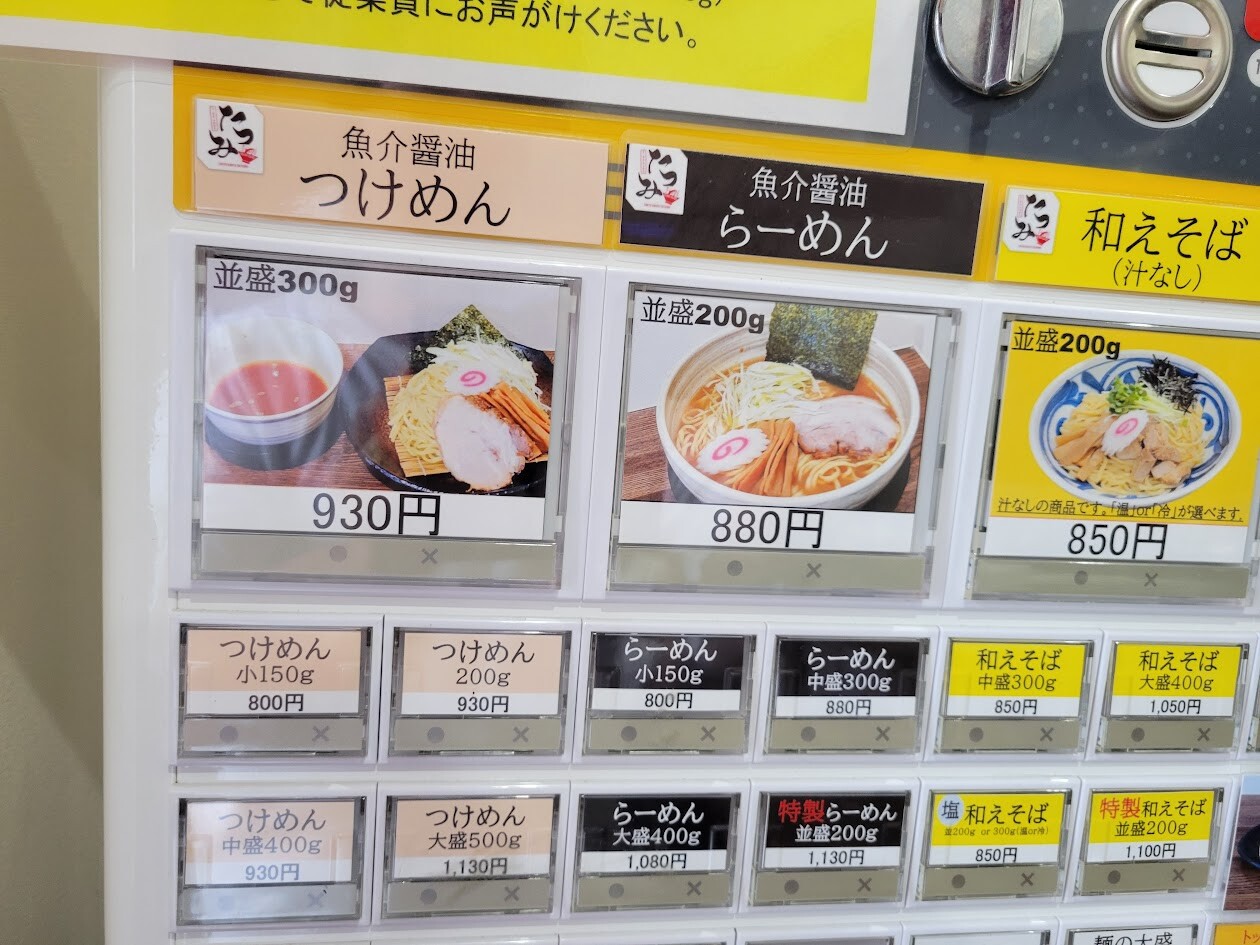 従業員にお声がけください。
たつみ
魚介醤油
つけめん
たつみ
魚介醤油
らーめん
たつみ
和えそば
(汁なし)
並盛300g
930円
並盛200g
880円
並盛200g
汁なしの商品です。「温」or「冷」が選べます。
850円
つけめん
小150g
800円
つけめん
200g
930円
らーめん
小150g
800円
らーめん
中盛300g
880円
和えそば
中盛300g
850円
和えそば
大盛400g
1,050円
つけめん
中盛400g
930円
つけめん
大盛500g
1,130円
らーめん
大盛400g
1,080円
特製らーめん
並盛200g
1,130円
塩 和えそば
並200g or 300g(温or冷)
850円
特製和えそば
並盛200g
1,100円
麺の大盛